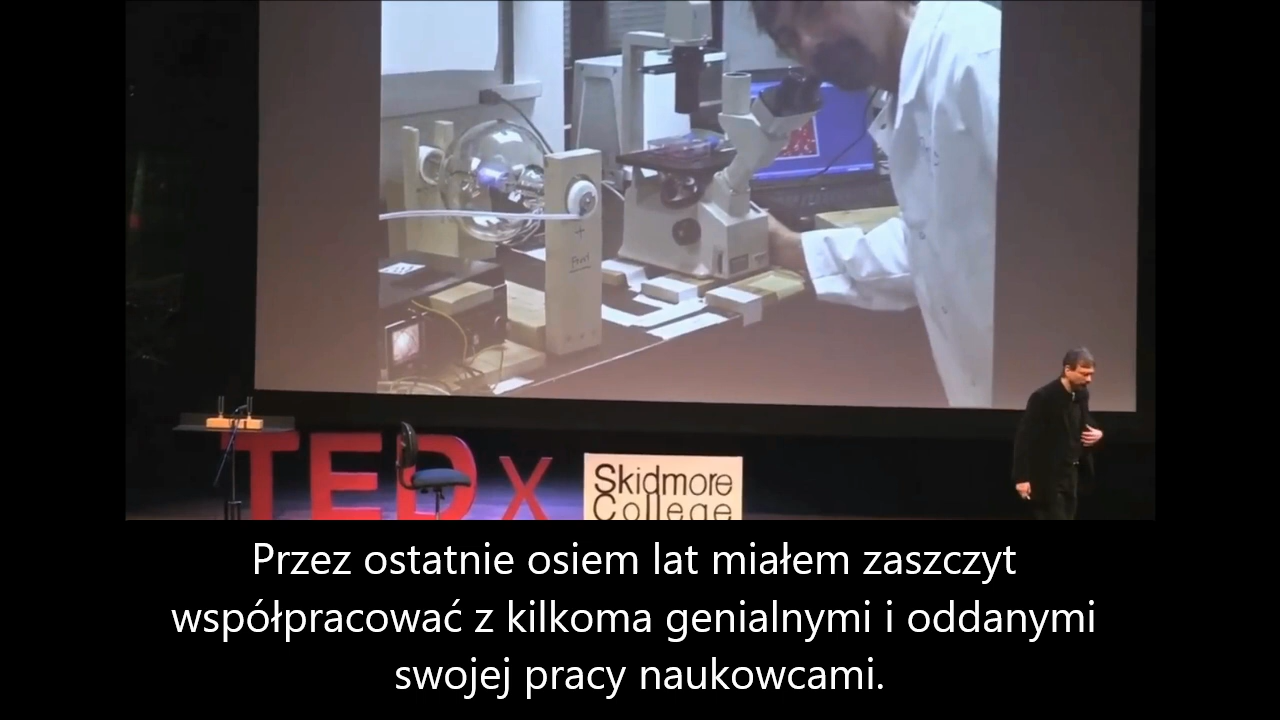 TEDx
Skidmore
College
Przez ostatnie osiem lat miałem zaszczyt
współpracować z kilkoma genialnymi i oddanymi
swojej pracy naukowcami.